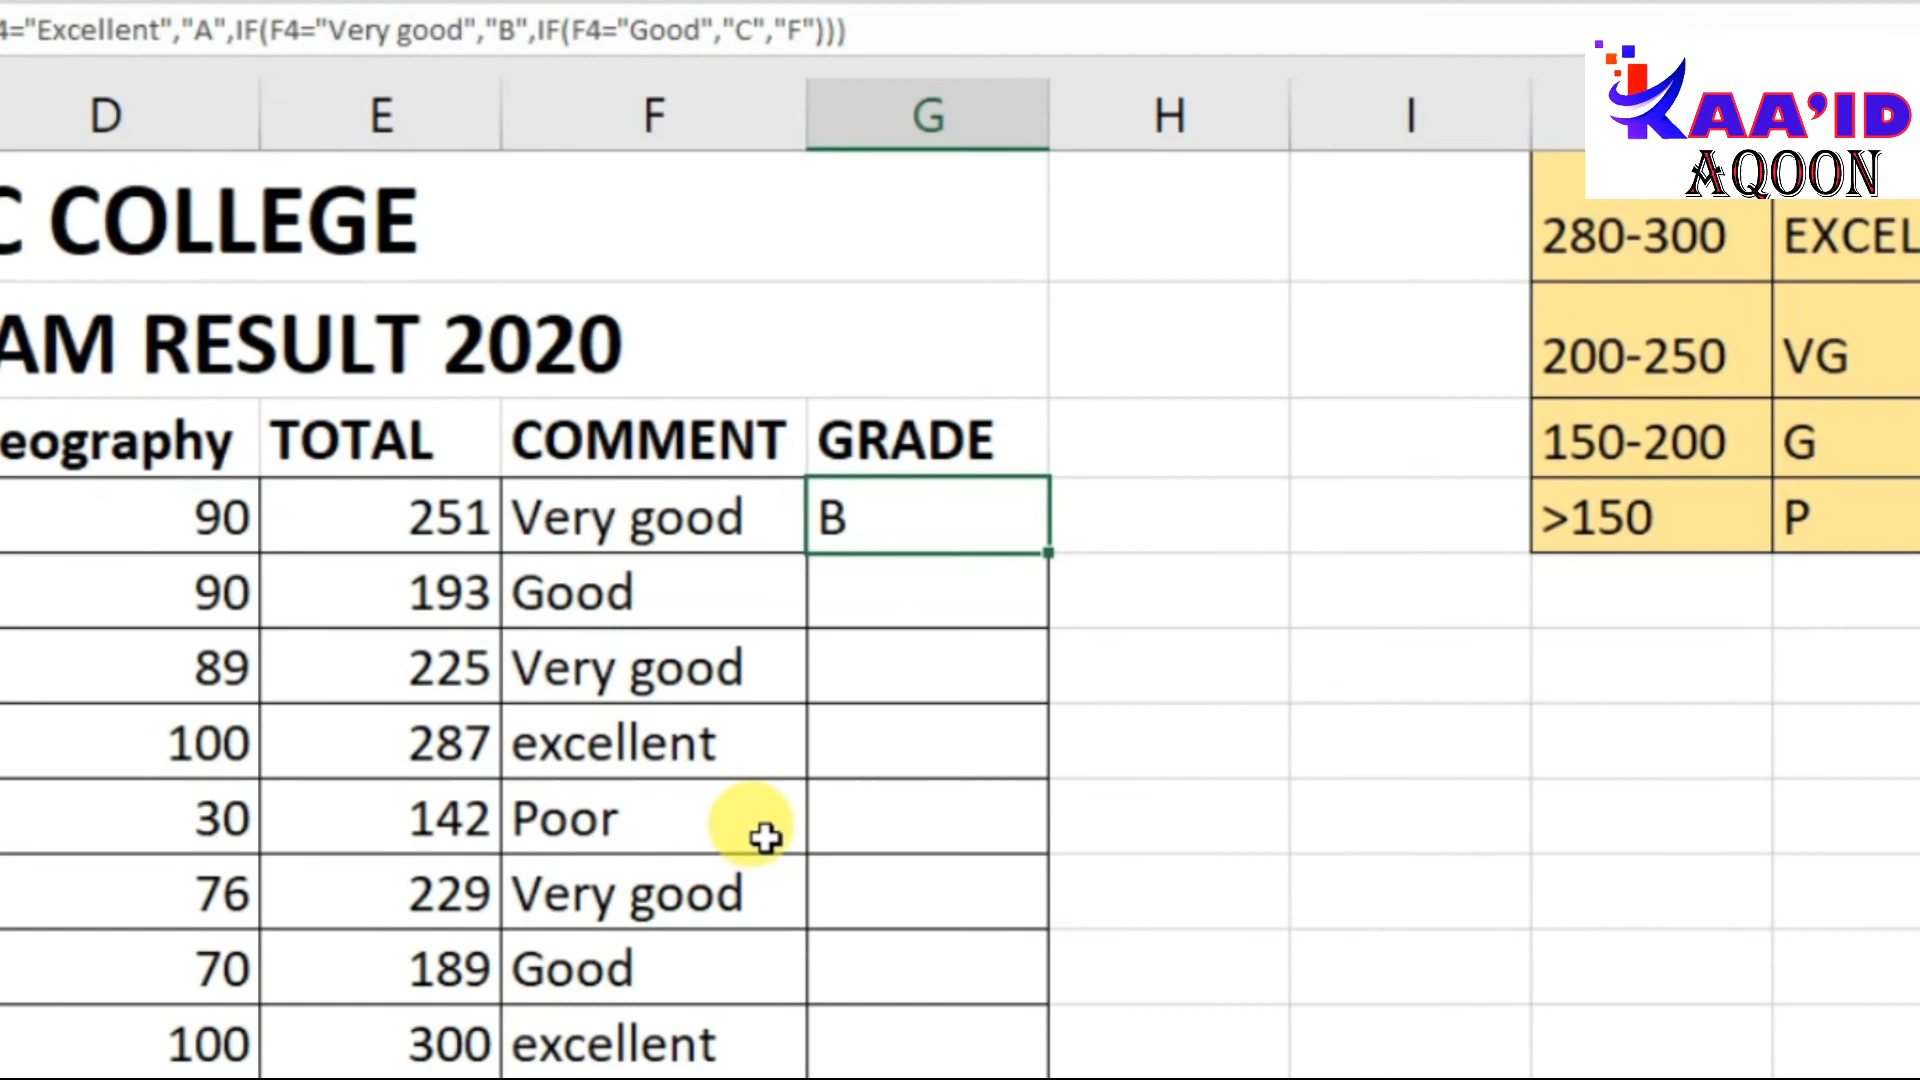 4="Excellent","A",IF(F4="Very good","B",IF(F4="Good","C","F")))
D E F G H I
KAA'ID
AQOON
C COLLEGE
280-300 EXCEL
AM RESULT 2020
200-250 VG
eography TOTAL COMMENT GRADE
150-200 G
90 251 Very good B
>150 P
90 193 Good
89 225 Very good
100 287 excellent
30 142 Poor
76 229 Very good
70 189 Good
100 300 excellent